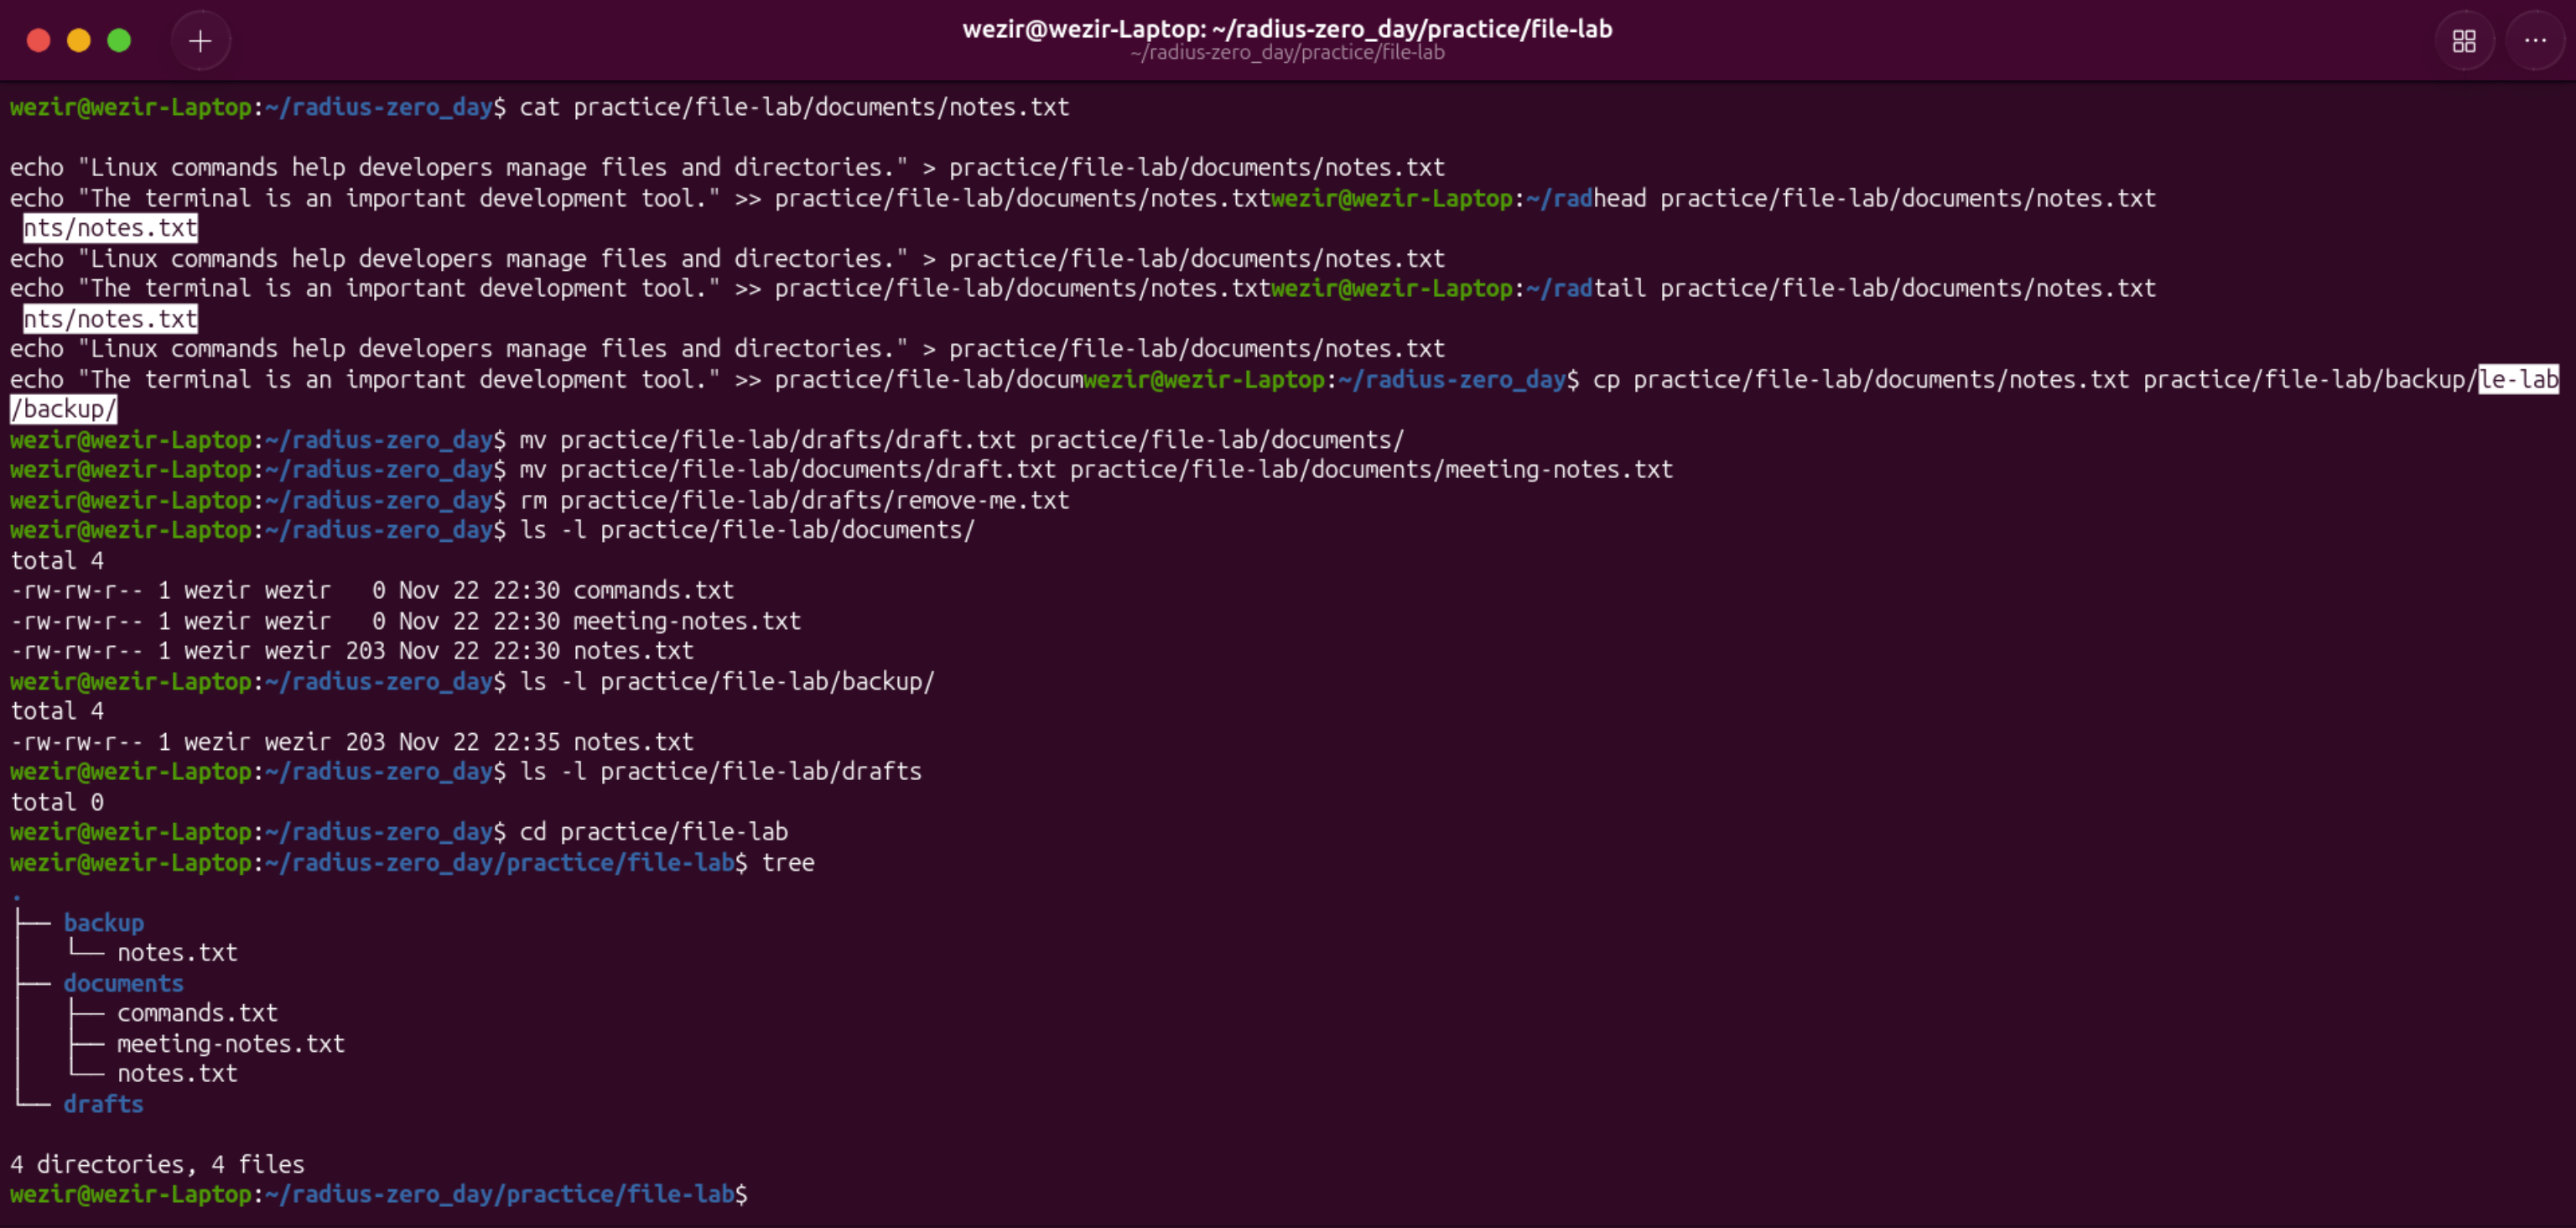 wezir@wezir-Laptop: ~/radius-zero_day/practice/file-lab
~/radius-zero_day/practice/file-lab
wezir@wezir-Laptop:~/radius-zero_day$ cat practice/file-lab/documents/notes.txt
echo "Linux commands help developers manage files and directories." > practice/file-lab/documents/notes.txt
echo "The terminal is an important development tool." >> practice/file-lab/documents/notes.txtwezir@wezir-Laptop:~/radhead practice/file-lab/documents/notes.txt
nts/notes.txt
echo "Linux commands help developers manage files and directories." > practice/file-lab/documents/notes.txt
echo "The terminal is an important development tool." >> practice/file-lab/documents/notes.txtwezir@wezir-Laptop:~/radtail practice/file-lab/documents/notes.txt
nts/notes.txt
echo "Linux commands help developers manage files and directories." > practice/file-lab/documents/notes.txt
echo "The terminal is an important development tool." >> practice/file-lab/documwezir@wezir-Laptop:~/radius-zero_day$ cp practice/file-lab/documents/notes.txt practice/file-lab/backup/le-lab
/backup/
wezir@wezir-Laptop:~/radius-zero_day$ mv practice/file-lab/drafts/draft.txt practice/file-lab/documents/
wezir@wezir-Laptop:~/radius-zero_day$ mv practice/file-lab/documents/draft.txt practice/file-lab/documents/meeting-notes.txt
wezir@wezir-Laptop:~/radius-zero_day$ rm practice/file-lab/drafts/remove-me.txt
wezir@wezir-Laptop:~/radius-zero_day$ ls -l practice/file-lab/documents/
total 4
-rw-rw-r-- 1 wezir wezir   0 Nov 22 22:30 commands.txt
-rw-rw-r-- 1 wezir wezir   0 Nov 22 22:30 meeting-notes.txt
-rw-rw-r-- 1 wezir wezir 203 Nov 22 22:30 notes.txt
wezir@wezir-Laptop:~/radius-zero_day$ ls -l practice/file-lab/backup/
total 4
-rw-rw-r-- 1 wezir wezir 203 Nov 22 22:35 notes.txt
wezir@wezir-Laptop:~/radius-zero_day$ ls -l practice/file-lab/drafts
total 0
wezir@wezir-Laptop:~/radius-zero_day$ cd practice/file-lab
wezir@wezir-Laptop:~/radius-zero_day/practice/file-lab$ tree
.
├── backup
│   └── notes.txt
├── documents
│   ├── commands.txt
│   ├── meeting-notes.txt
│   └── notes.txt
└── drafts
4 directories, 4 files
wezir@wezir-Laptop:~/radius-zero_day/practice/file-lab$